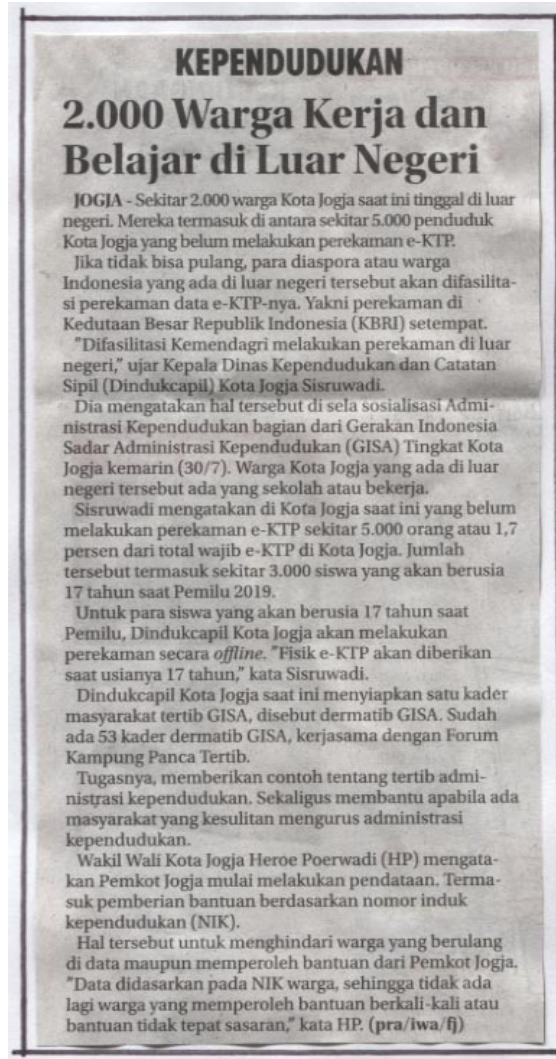 KEPENDUDUKAN
2.000 Warga Kerja dan
Belajar di Luar Negeri
JOGJA - Sekitar 2.000 warga Kota Jogja saat ini tinggal di luar
negeri. Mereka termasuk di antara sekitar 5.000 penduduk
Kota Jogja yang belum melakukan perekaman e-KTP.
Jika tidak bisa pulang, para diaspora atau warga
Indonesia yang ada di luar negeri tersebut akan difasilita-
si perekaman data e-KTP-nya. Yakni perekaman di
Kedutaan Besar Republik Indonesia (KBRI) setempat.
"Difasilitasi Kemendagri melakukan perekaman di luar
negeri," ujar Kepala Dinas Kependudukan dan Catatan
Sipil (Dindukcapil) Kota Jogja Sisruwadi.
Dia mengatakan hal tersebut di sela sosialisasi Admi-
nistrasi Kependudukan bagian dari Gerakan Indonesia
Sadar Administrasi Kependudukan (GISA) Tingkat Kota
Jogja kemarin (30/7). Warga Kota Jogja yang ada di luar
negeri tersebut ada yang sekolah atau bekerja.
Sisruwadi mengatakan di Kota Jogja saat ini yang belum
melakukan perekaman e-KTP sekitar 5.000 orang atau 1,7
persen dari total wajib e-KTP di Kota Jogja. Jumlah
tersebut termasuk sekitar 3.000 siswa yang akan berusia
17 tahun saat Pemilu 2019.
Untuk para siswa yang akan berusia 17 tahun saat
Pemilu, Dindukcapil Kota Jogja akan melakukan
perekaman secara offline. "Fisik e-KTP akan diberikan
saat usianya 17 tahun," kata Sisruwadi.
Dindukcapil Kota Jogja saat ini menyiapkan satu kader
masyarakat tertib GISA, disebut dermatib GISA. Sudah
ada 53 kader dermatib GISA, kerjasama dengan Forum
Kampung Panca Tertib.
Tugasnya, memberikan contoh tentang tertib admi-
nistrasi kependudukan. Sekaligus membantu apabila ada
masyarakat yang kesulitan mengurus administrasi
kependudukan.
Wakil Wali Kota Jogja Heroe Poerwadi (HP) mengata-
kan Pemkot Jogja mulai melakukan pendataan. Terma-
suk pemberian bantuan berdasarkan nomor induk
kependudukan (NIK).
Hal tersebut untuk menghindari warga yang berulang
di data maupun memperoleh bantuan dari Pemkot Jogja.
"Data didasarkan pada NIK warga, sehingga tidak ada
lagi warga yang memperoleh bantuan berkali-kali atau
bantuan tidak tepat sasaran," kata HP. (pra/iwa/fj)